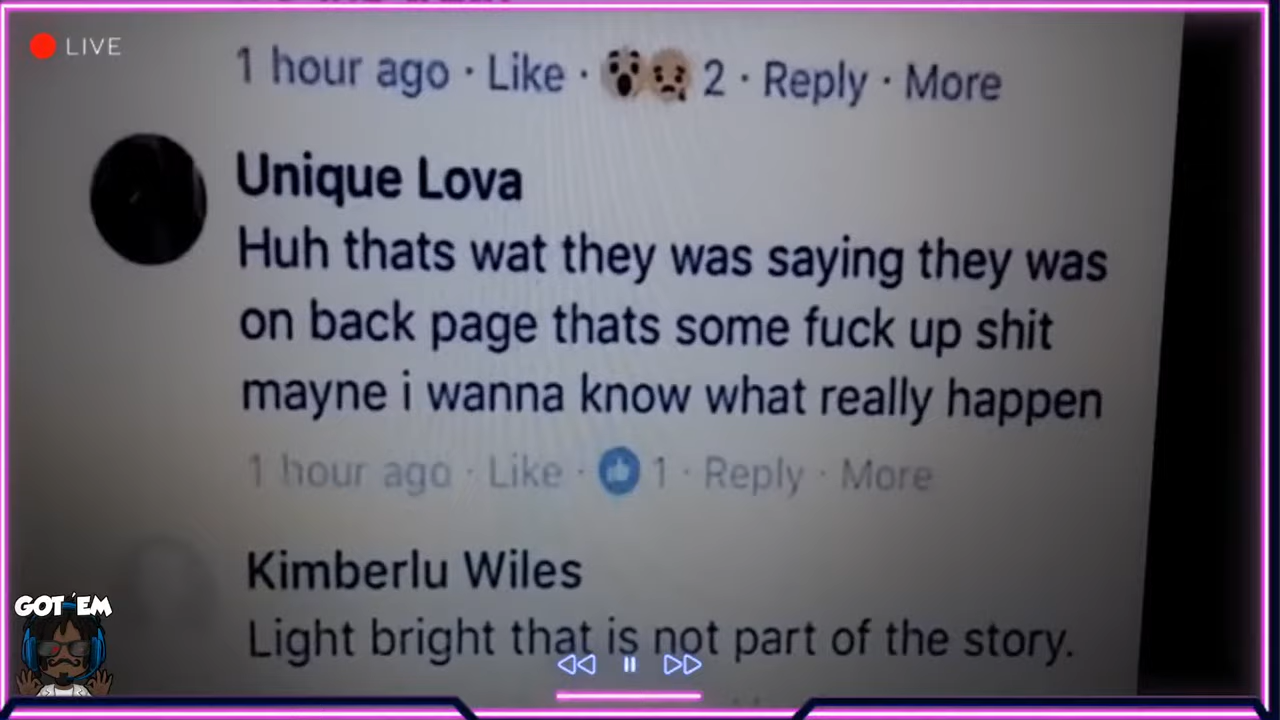 LIVE
1 hour ago · Like · 😮😢 2 · Reply · More
Unique Lova
Huh thats wat they was saying they was
on back page thats some fuck up shit
mayne i wanna know what really happen
1 hour ago · Like · 👍 1 · Reply · More
Kimberlu Wiles
Light bright that is not part of the story.
GOT 'EM